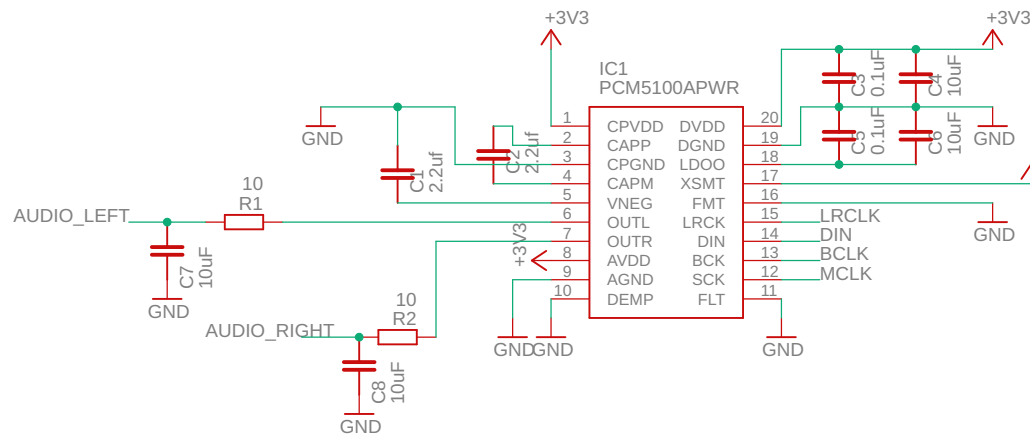 +3V3
+3V3
IC1
PCM5100APWR
C3
0.1uF
C4
10uF
GND
C1
2.2uf
C2
2.2uf
1 CPVDD DVDD 20
2 CAPP DGND 19
3 CPGND LDOO 18
4 CAPM XSMT 17
5 VNEG FMT 16
6 OUTL LRCK 15
7 OUTR DIN 14
8 AVDD BCK 13
9 AGND SCK 12
10 DEMP FLT 11
C5
0.1uF
C6
10uF
GND
GND
LRCLK
DIN
BCLK
MCLK
10
R1
AUDIO_LEFT
C7
10uF
GND
+3V3
10
R2
AUDIO_RIGHT
C8
10uF
GND
GND
GND
GND